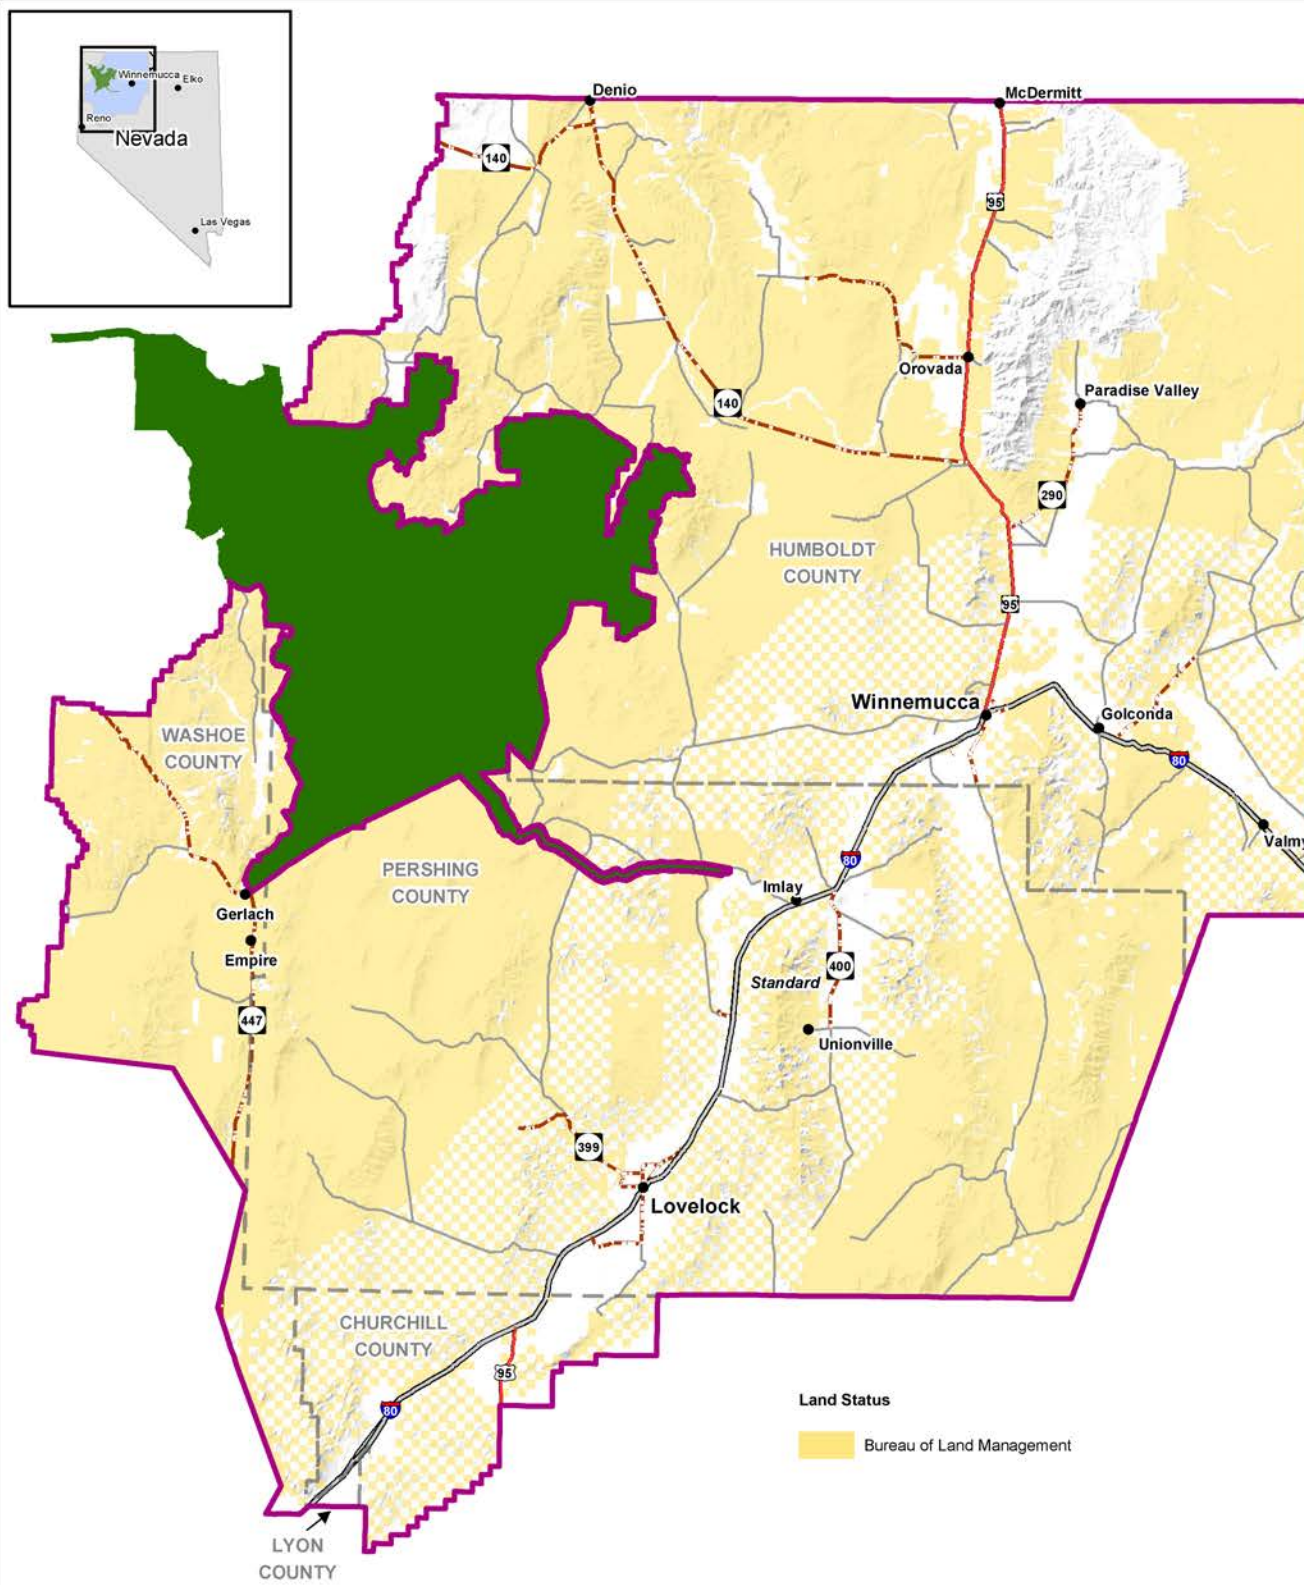 Winnemucca
Elko
Reno
Nevada
Las Vegas
Denio
McDermitt
140
95
Orovada
140
Paradise Valley
290
HUMBOLDT
COUNTY
95
Winnemucca
Golconda
WASHOE
COUNTY
80
Valmy
PERSHING
COUNTY
80
Imlay
Gerlach
Empire
Standard
400
447
Unionville
399
Lovelock
CHURCHILL
COUNTY
95
80
Land Status
Bureau of Land Management
LYON
COUNTY